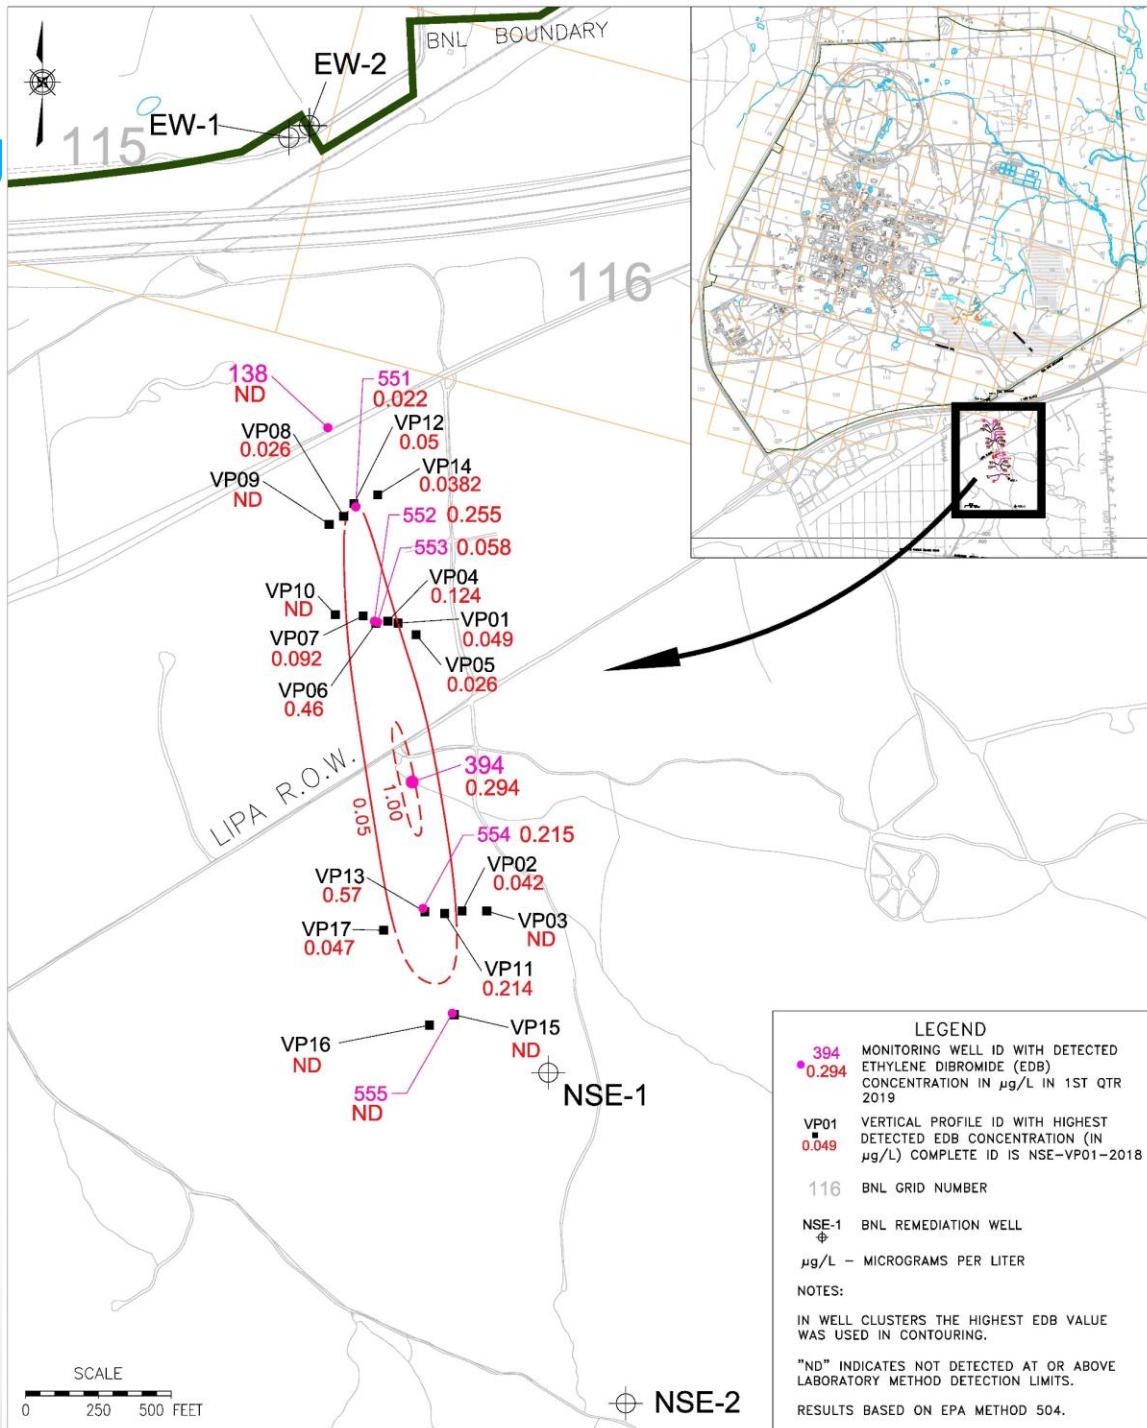 BNL BOUNDARY
EW-2
EW-1
115
116
138
ND
551
0.022
VP08
0.026
VP12
0.05
VP14
0.0382
VP09
ND
552 0.255
553 0.058
VP04
0.124
VP10
ND
VP01
0.049
VP07
0.092
VP05
0.026
VP06
0.46
LIPA R.O.W.
394
0.294
1.00
0.05
554 0.215
VP13
0.57
VP02
0.042
VP17
0.047
VP03
ND
VP11
0.214
VP16
ND
VP15
ND
555
ND
NSE-1
NSE-2
SCALE
0 250 500 FEET
LEGEND
394
0.294
MONITORING WELL ID WITH DETECTED
ETHYLENE DIBROMIDE (EDB)
CONCENTRATION IN µg/L IN 1ST QTR
2019
VP01
0.049
VERTICAL PROFILE ID WITH HIGHEST
DETECTED EDB CONCENTRATION (IN
µg/L) COMPLETE ID IS NSE-VP01-2018
116 BNL GRID NUMBER
NSE-1 BNL REMEDIATION WELL
µg/L - MICROGRAMS PER LITER
NOTES:
IN WELL CLUSTERS THE HIGHEST EDB VALUE
WAS USED IN CONTOURING.
"ND" INDICATES NOT DETECTED AT OR ABOVE
LABORATORY METHOD DETECTION LIMITS.
RESULTS BASED ON EPA METHOD 504.